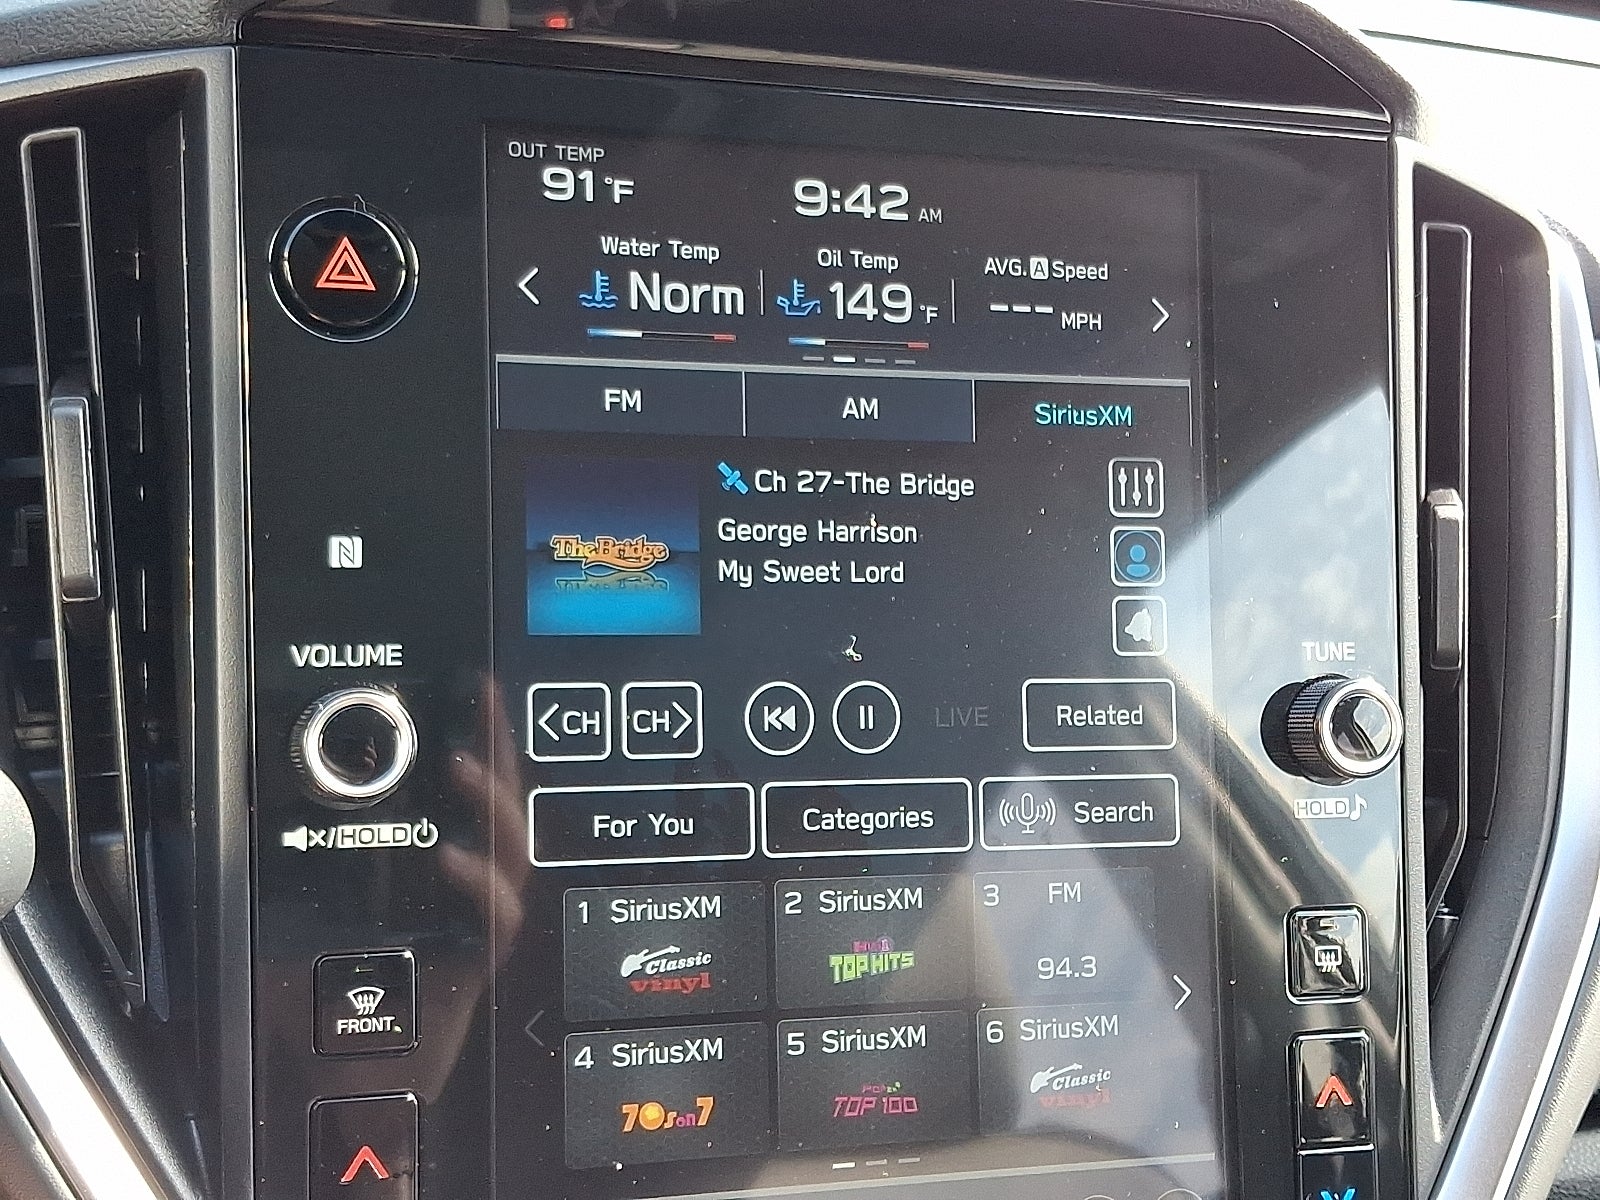 OUT TEMP
91°F
9:42 AM
Water Temp
Norm
Oil Temp
149°F
AVG. A Speed
--- MPH
FM
AM
SiriusXM
The Bridge
Ch 27-The Bridge
George Harrison
My Sweet Lord
N
VOLUME
TUNE
<CH
CH>
LIVE
Related
HOLD
For You
Categories
Search
/HOLD
1 SiriusXM
Classic
vinyl
2 SiriusXM
TOP HITS
3 FM
94.3
FRONT
4 SiriusXM
70s on 7
5 SiriusXM
TOP 100
6 SiriusXM
Classic
vinyl